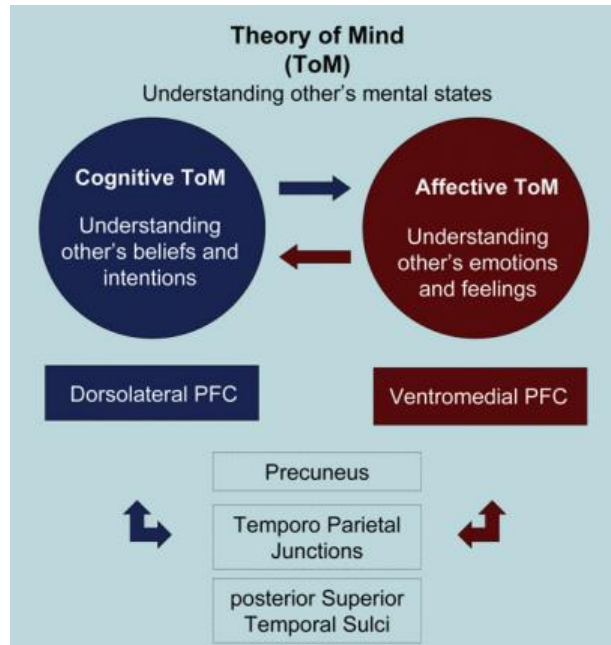 Theory of Mind
(ToM)
Understanding other's mental states
Cognitive ToM
Understanding
other's beliefs and
intentions
Affective ToM
Understanding
other's emotions
and feelings
Dorsolateral PFC
Ventromedial PFC
Precuneus
Temporo Parietal
Junctions
posterior Superior
Temporal Sulci